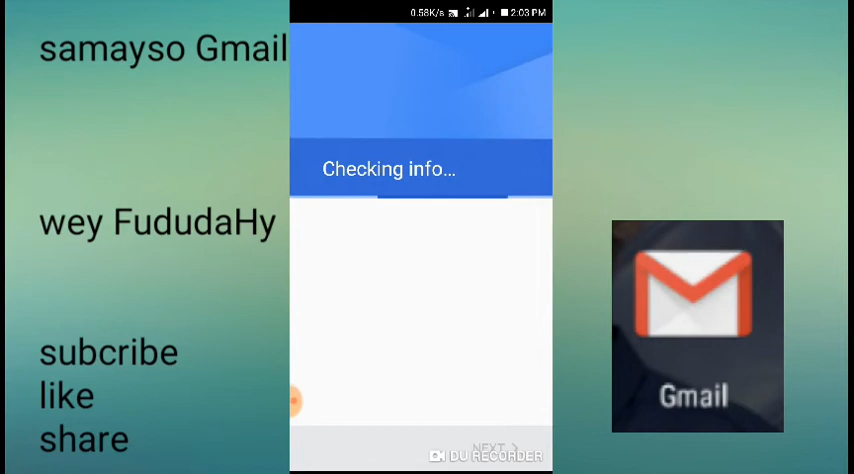 0.58K/s 2:03 PM
samayso Gmail
Checking info...
wey FududaHy
Gmail
subcribe
like
share
NEXT
DU RECORDER